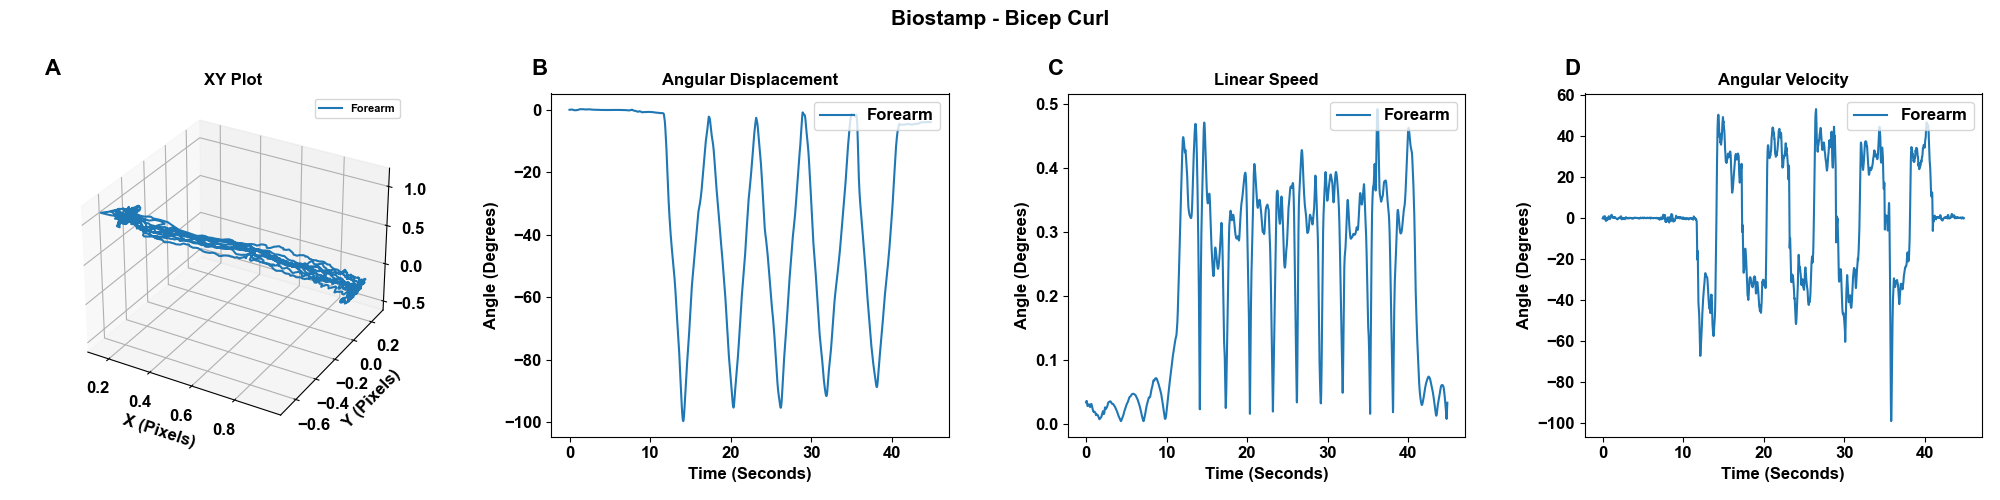 Biostamp - Bicep Curl
A
XY Plot
Forearm
1.0
0.5
0.0
−0.5
0.2
0.0
−0.2
−0.4
−0.6
Y (Pixels)
0.2
0.4
0.6
0.8
X (Pixels)
B
Angular Displacement
Forearm
0
−20
−40
−60
−80
−100
Angle (Degrees)
0
10
20
30
40
Time (Seconds)
C
Linear Speed
Forearm
0.5
0.4
0.3
0.2
0.1
0.0
Angle (Degrees)
0
10
20
30
40
Time (Seconds)
D
Angular Velocity
Forearm
60
40
20
0
−20
−40
−60
−80
−100
Angle (Degrees)
0
10
20
30
40
Time (Seconds)